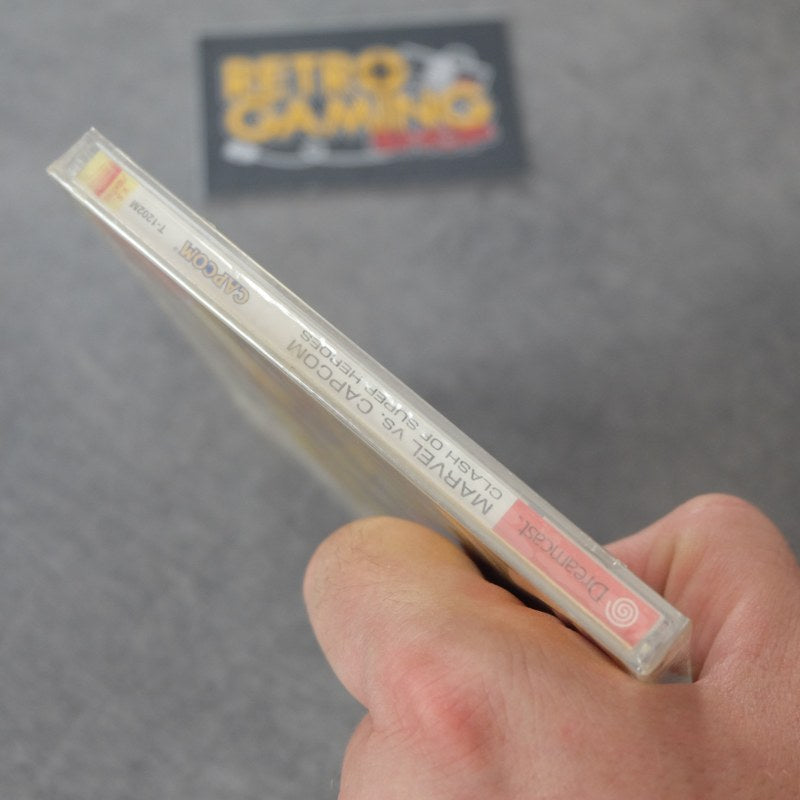 RETRO
GAMING
Dreamcast.
MARVEL VS. CAPCOM
CLASH OF SUPER HEROES
CAPCOM
T-1202M